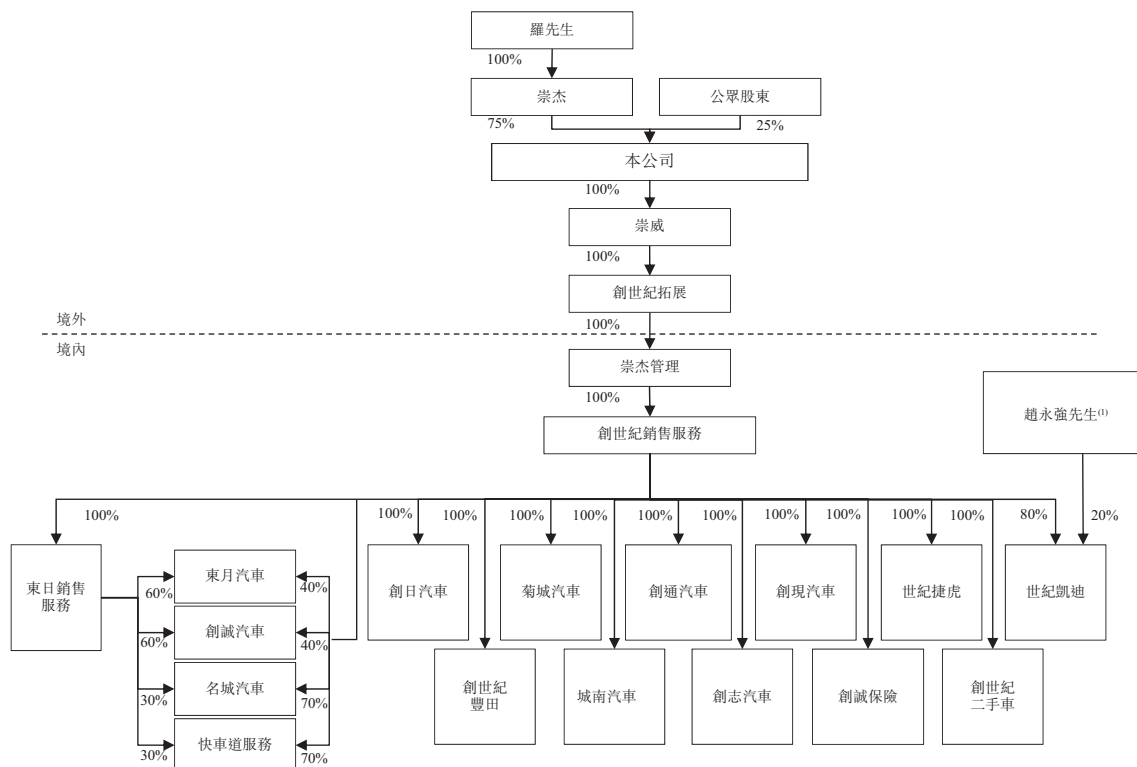 羅先生
100%
崇杰
公眾股東
75%
25%
本公司
100%
崇威
100%
創世紀拓展
境外
100%
境內
崇杰管理
100%
趙永強先生(1)
創世紀銷售服務
100%
100%
100%
100%
100%
100%
100%
100%
100%
100%
100%
80%
20%
東日銷售
服務
東月汽車
60%
40%
創誠汽車
60%
40%
名城汽車
30%
70%
快車道服務
30%
70%
創日汽車
菊城汽車
創通汽車
創現汽車
世紀捷虎
世紀凱迪
創世紀
豐田
城南汽車
創志汽車
創誠保險
創世紀
二手車